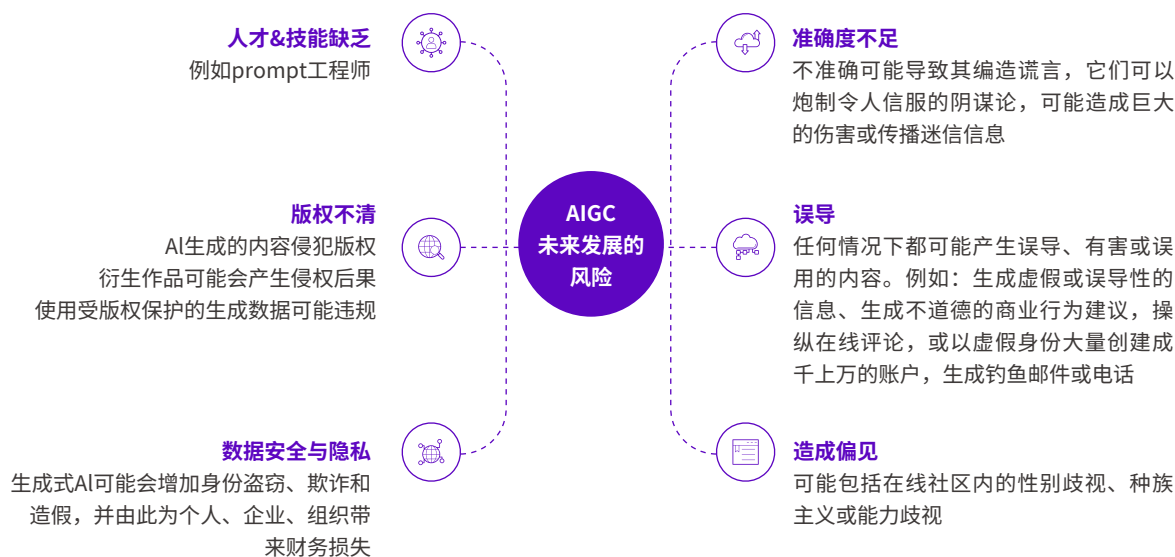 人才&技能缺乏
例如prompt工程师
版权不清
AI生成的内容侵犯版权
衍生作品可能会产生侵权后果
使用受版权保护的生成数据可能违规
数据安全与隐私
生成式AI可能会增加身份盗窃、欺诈和
造假，并由此为个人、企业、组织带
来财务损失
AIGC
未来发展的
风险
准确度不足
不准确可能导致其编造谎言，它们可以
炮制令人信服的阴谋论，可能造成巨大
的伤害或传播迷信信息
误导
任何情况下都可能产生误导、有害或误
用的内容。例如：生成虚假或误导性的
信息、生成不道德的商业行为建议，操
纵在线评论，或以虚假身份大量创建成
千上万的账户，生成钓鱼邮件或电话
造成偏见
可能包括在线社区内的性别歧视、种族
主义或能力歧视